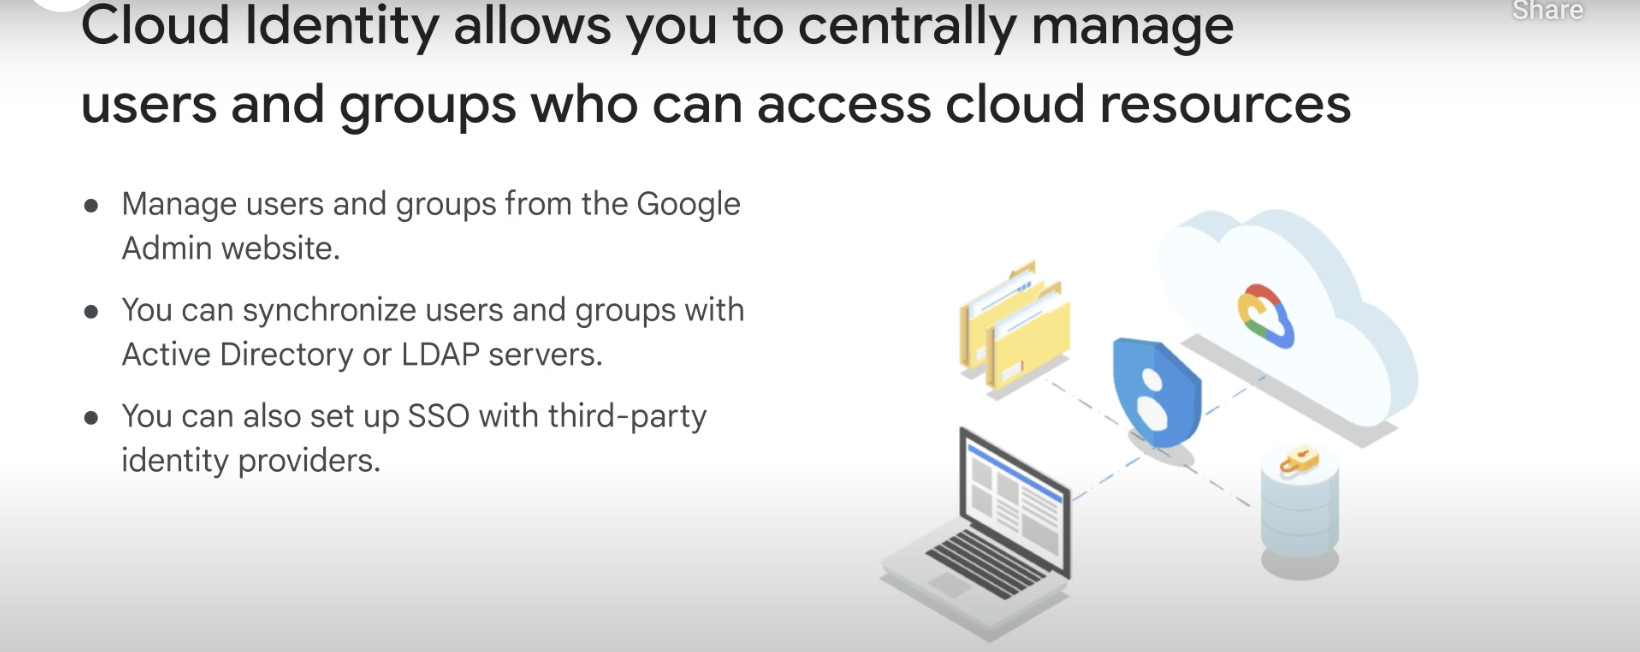 Share
Cloud Identity allows you to centrally manage
users and groups who can access cloud resources
● Manage users and groups from the Google
Admin website.
● You can synchronize users and groups with
Active Directory or LDAP servers.
● You can also set up SSO with third-party
identity providers.